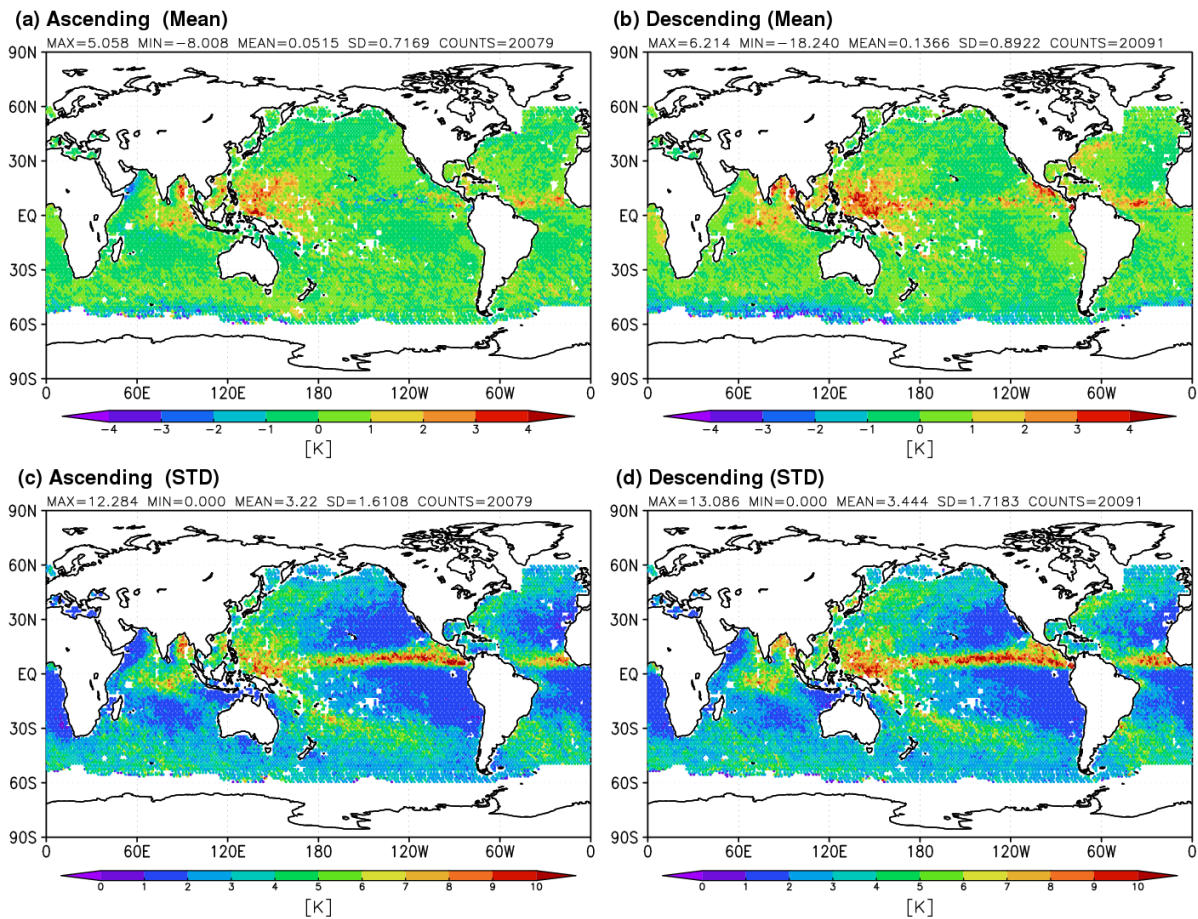 (a) Ascending (Mean)
MAX=5.058 MIN=−8.008 MEAN=0.0515 SD=0.7169 COUNTS=20079
90N
60N
30N
EQ
30S
60S
90S
0 60E 120E 180 120W 60W 0
−4 −3 −2 −1 0 1 2 3 4
[K]
(b) Descending (Mean)
MAX=6.214 MIN=−18.240 MEAN=0.1366 SD=0.8922 COUNTS=20091
90N
60N
30N
EQ
30S
60S
90S
0 60E 120E 180 120W 60W 0
−4 −3 −2 −1 0 1 2 3 4
[K]
(c) Ascending (STD)
MAX=12.284 MIN=0.000 MEAN=3.22 SD=1.6108 COUNTS=20079
90N
60N
30N
EQ
30S
60S
90S
0 60E 120E 180 120W 60W 0
0 1 2 3 4 5 6 7 8 9 10
[K]
(d) Descending (STD)
MAX=13.086 MIN=0.000 MEAN=3.444 SD=1.7183 COUNTS=20091
90N
60N
30N
EQ
30S
60S
90S
0 60E 120E 180 120W 60W 0
0 1 2 3 4 5 6 7 8 9 10
[K]